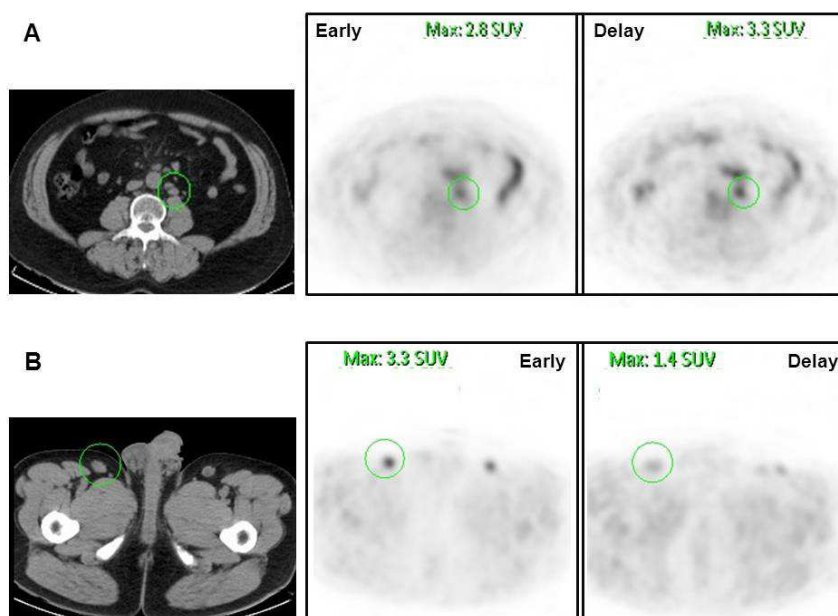 A
Early
Max: 2.8 SUV
Delay
Max: 3.3 SUV
B
Max: 3.3 SUV
Early
Max: 1.4 SUV
Delay